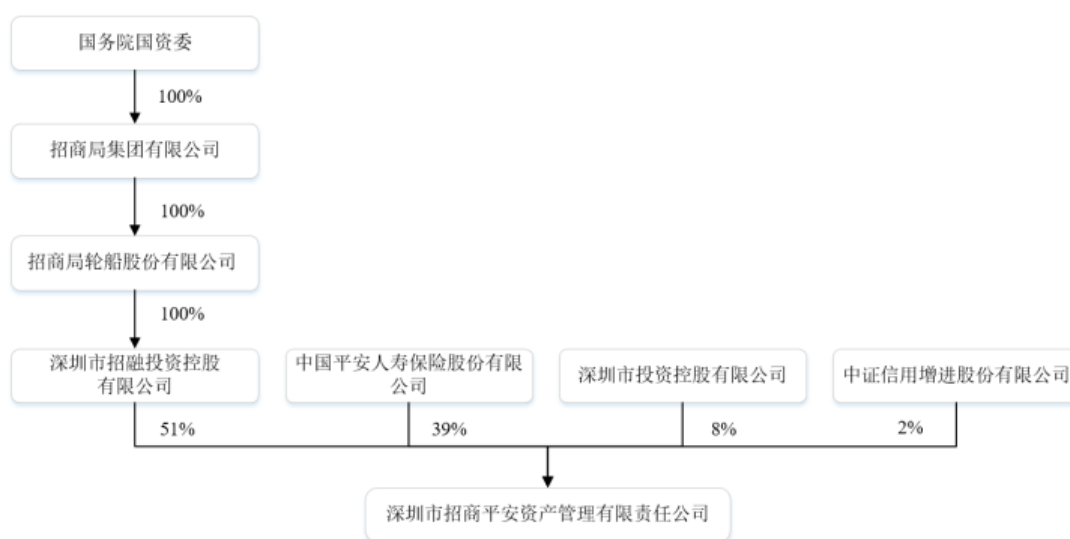 国务院国资委
100%
招商局集团有限公司
100%
招商局轮船股份有限公司
100%
深圳市招融投资控股
有限公司
中国平安人寿保险股份有限
公司
深圳市投资控股有限公司
中证信用增进股份有限公司
51%
39%
8%
2%
深圳市招商平安资产管理有限责任公司